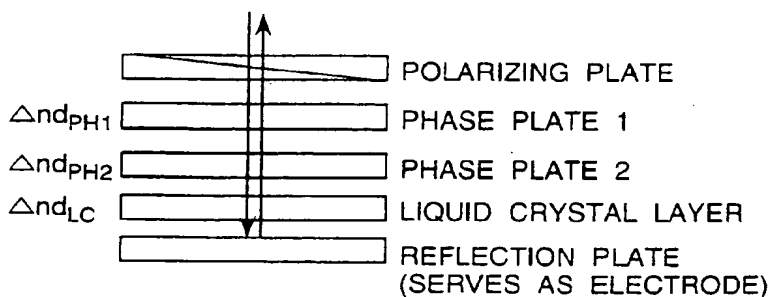 POLARIZING PLATE
△nd_PH1 PHASE PLATE 1
△nd_PH2 PHASE PLATE 2
△nd_LC LIQUID CRYSTAL LAYER
REFLECTION PLATE
(SERVES AS ELECTRODE)